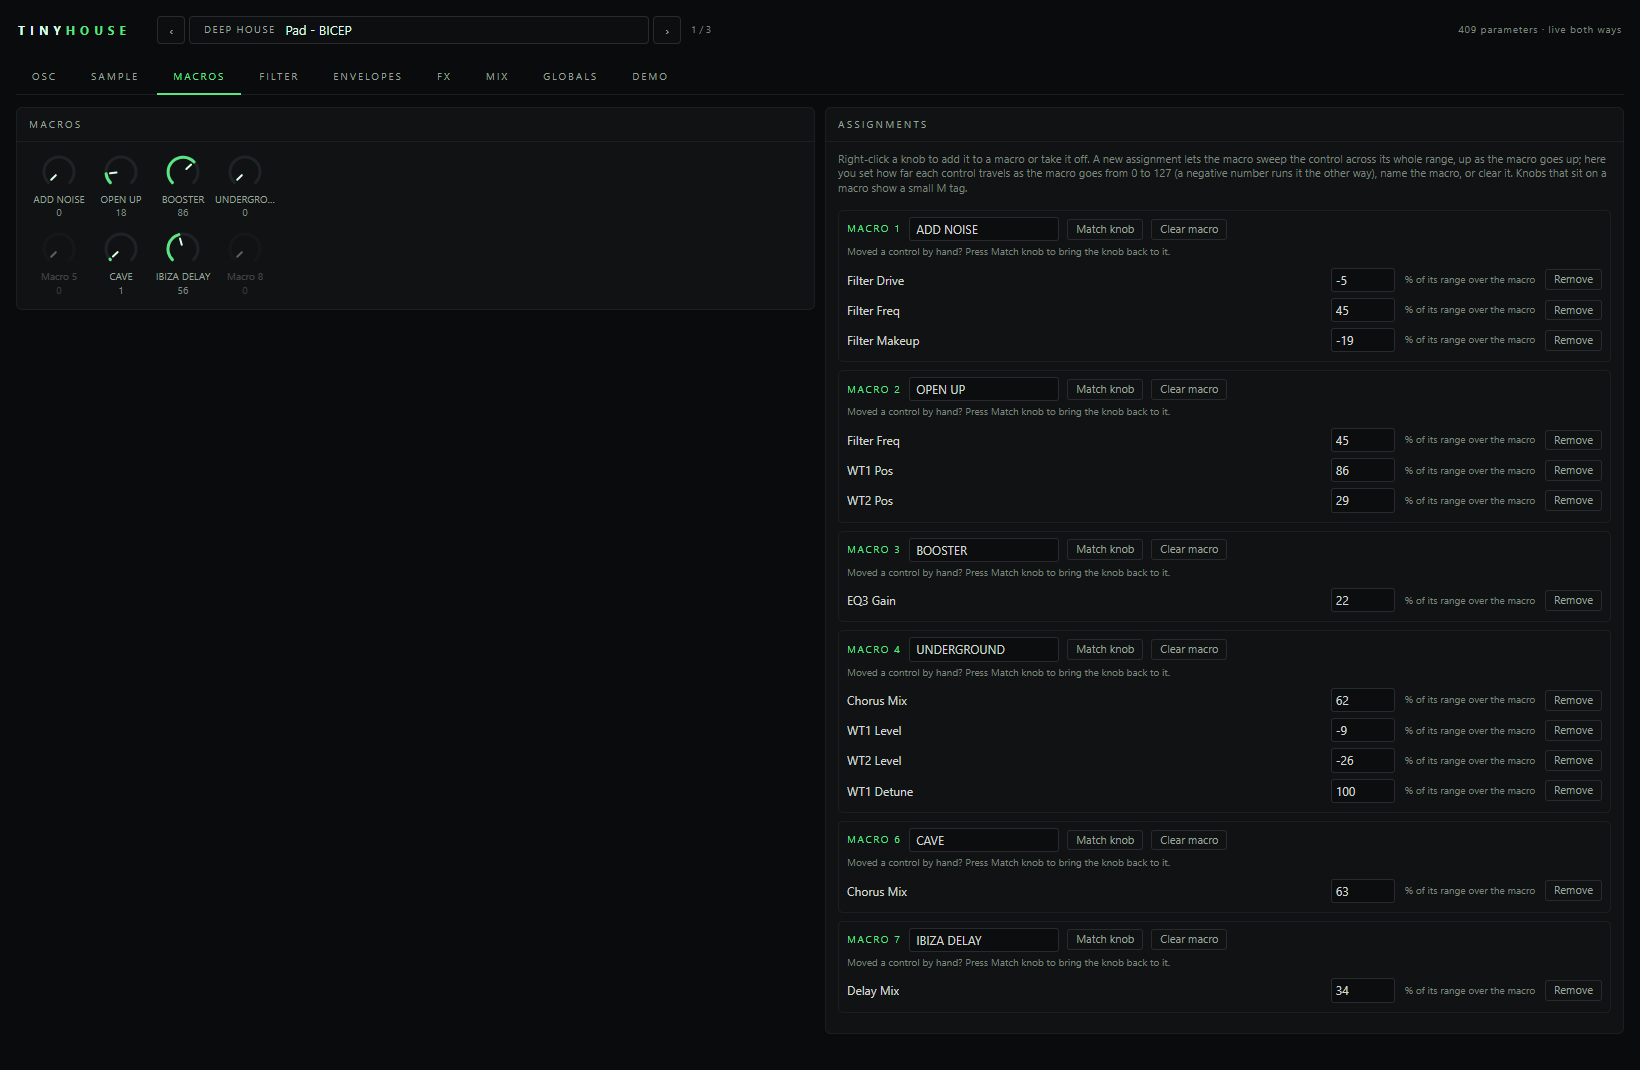 TINYHOUSE
‹
DEEP HOUSE Pad - BICEP
›
1 / 3
409 parameters · live both ways
OSC SAMPLE MACROS FILTER ENVELOPES FX MIX GLOBALS DEMO
MACROS
ADD NOISE OPEN UP BOOSTER UNDERGRO...
0 18 86 0
Macro 5 CAVE IBIZA DELAY Macro 8
0 1 56 0
ASSIGNMENTS
Right-click a knob to add it to a macro or take it off. A new assignment lets the macro sweep the control across its whole range, up as the macro goes up; here
you set how far each control travels as the macro goes from 0 to 127 (a negative number runs it the other way), name the macro, or clear it. Knobs that sit on a
macro show a small M tag.
MACRO 1 ADD NOISE Match knob Clear macro
Moved a control by hand? Press Match knob to bring the knob back to it.
Filter Drive -5 % of its range over the macro Remove
Filter Freq 45 % of its range over the macro Remove
Filter Makeup -19 % of its range over the macro Remove
MACRO 2 OPEN UP Match knob Clear macro
Moved a control by hand? Press Match knob to bring the knob back to it.
Filter Freq 45 % of its range over the macro Remove
WT1 Pos 86 % of its range over the macro Remove
WT2 Pos 29 % of its range over the macro Remove
MACRO 3 BOOSTER Match knob Clear macro
Moved a control by hand? Press Match knob to bring the knob back to it.
EQ3 Gain 22 % of its range over the macro Remove
MACRO 4 UNDERGROUND Match knob Clear macro
Moved a control by hand? Press Match knob to bring the knob back to it.
Chorus Mix 62 % of its range over the macro Remove
WT1 Level -9 % of its range over the macro Remove
WT2 Level -26 % of its range over the macro Remove
WT1 Detune 100 % of its range over the macro Remove
MACRO 6 CAVE Match knob Clear macro
Moved a control by hand? Press Match knob to bring the knob back to it.
Chorus Mix 63 % of its range over the macro Remove
MACRO 7 IBIZA DELAY Match knob Clear macro
Moved a control by hand? Press Match knob to bring the knob back to it.
Delay Mix 34 % of its range over the macro Remove